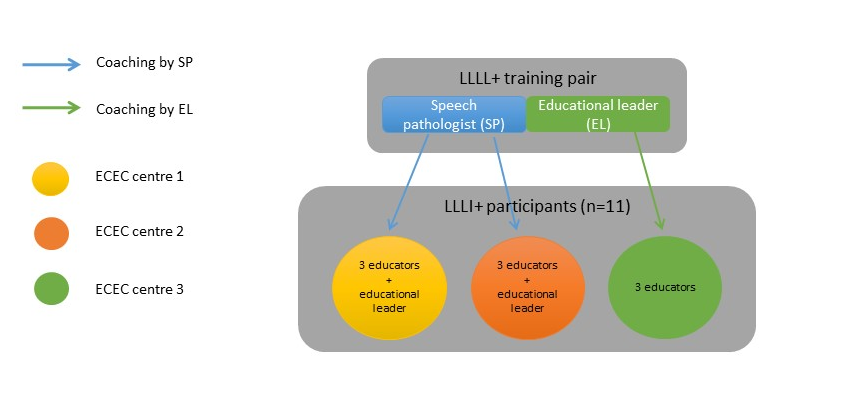 Coaching by SP
Coaching by EL
ECEC centre 1
ECEC centre 2
ECEC centre 3
LLLL+ training pair
Speech
pathologist (SP)
Educational leader
(EL)
LLLI+ participants (n=11)
3 educators
+
educational
leader
3 educators
+
educational
leader
3 educators